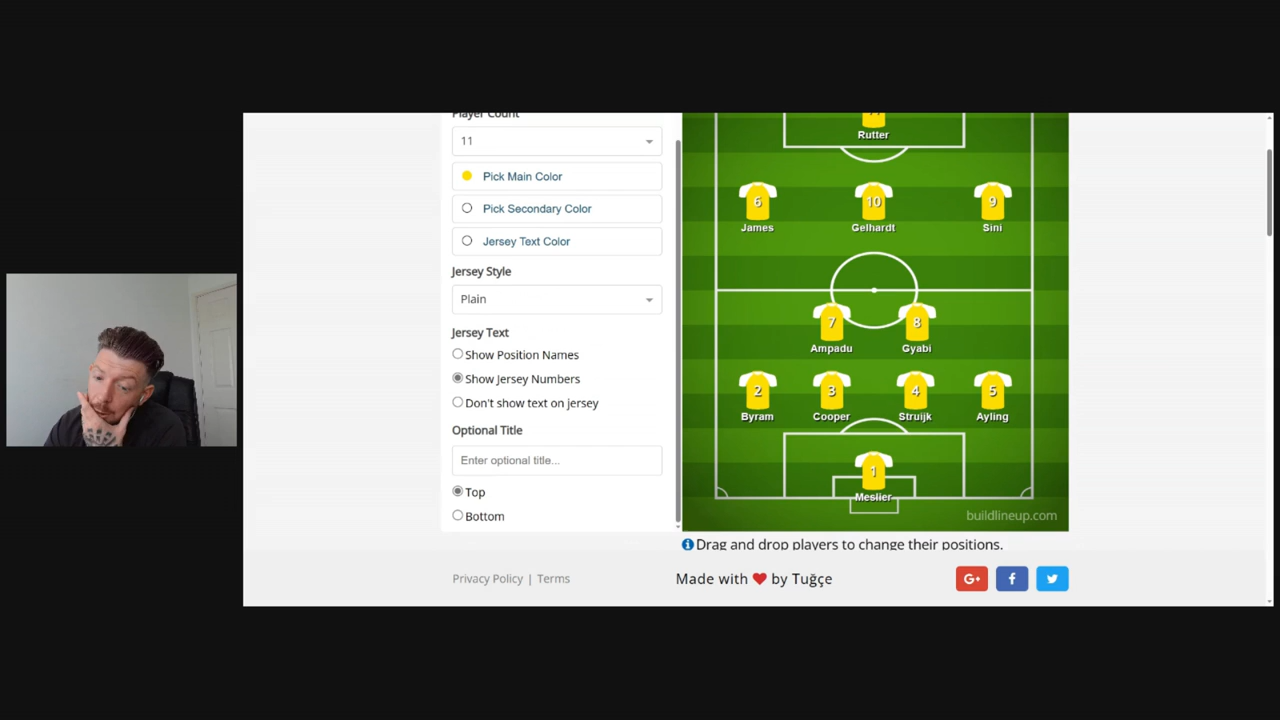 Player Count
11
Pick Main Color
Pick Secondary Color
Jersey Text Color
Jersey Style
Plain
Jersey Text
Show Position Names
Show Jersey Numbers
Don't show text on jersey
Optional Title
Enter optional title...
Top
Bottom
Rutter
6 10 9
James Gelhardt Sini
7 8
Ampadu Gyabi
2 3 4 5
Byram Cooper Struijk Ayling
1
Meslier
buildlineup.com
Drag and drop players to change their positions.
Privacy Policy | Terms
Made with ❤ by Tuğçe
G+ f